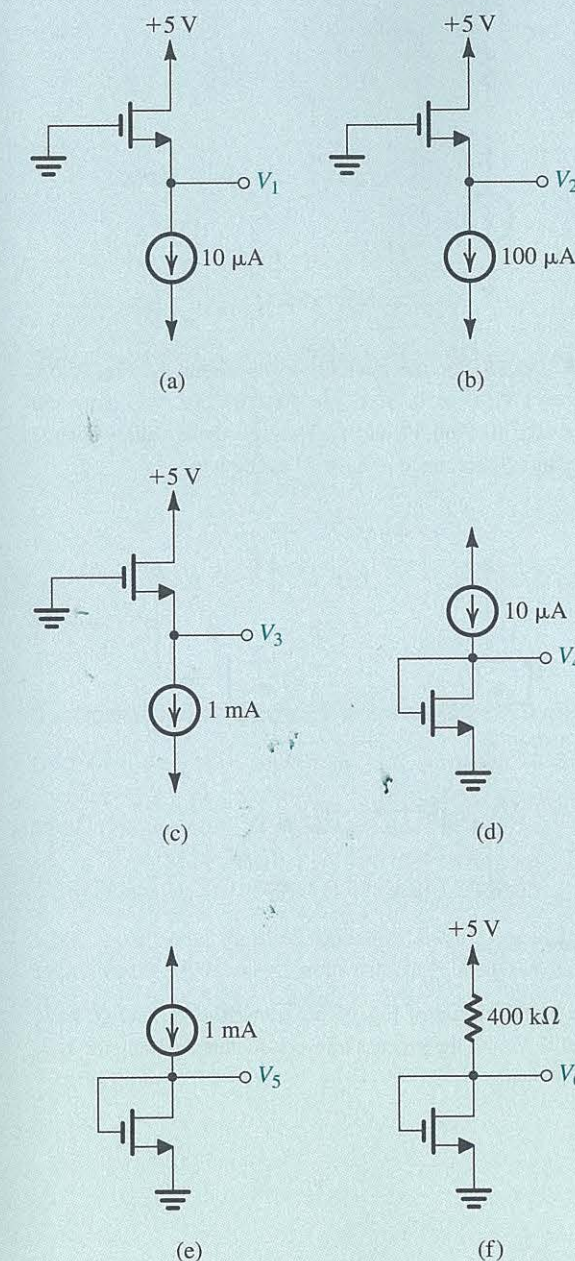 +5 V
+5 V
V1
V2
10 µA
100 µA
(a)
(b)
+5 V
V3
10 µA
1 mA
(c)
(d)
+5 V
1 mA
400 kΩ
V5
(e)
(f)